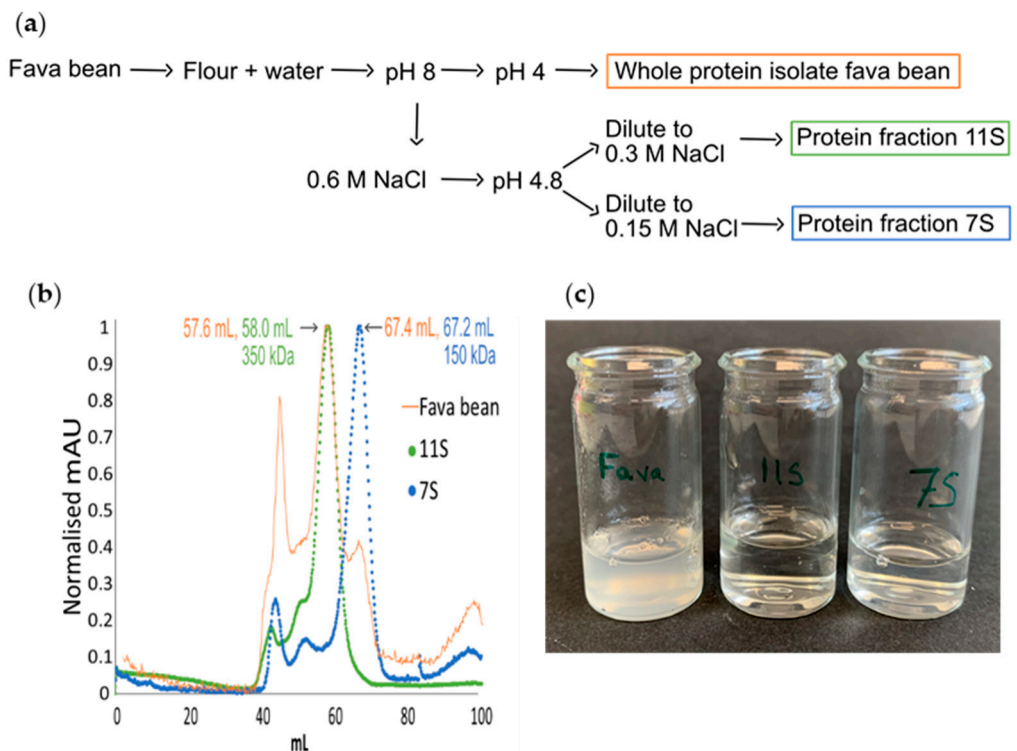 (a)
Fava bean → Flour + water → pH 8 → pH 4 → Whole protein isolate fava bean
0.6 M NaCl → pH 4.8
Dilute to
0.3 M NaCl → Protein fraction 11S
Dilute to
0.15 M NaCl → Protein fraction 7S
(b)
57.6 mL, 58.0 mL → ← 67.4 mL, 67.2 mL
350 kDa 150 kDa
Normalised mAU
1
0.9
0.8
0.7
0.6
0.5
0.4
0.3
0.2
0.1
0
Fava bean
11S
7S
0 20 40 60 80 100
mL
(c)
Fava 11S 7S